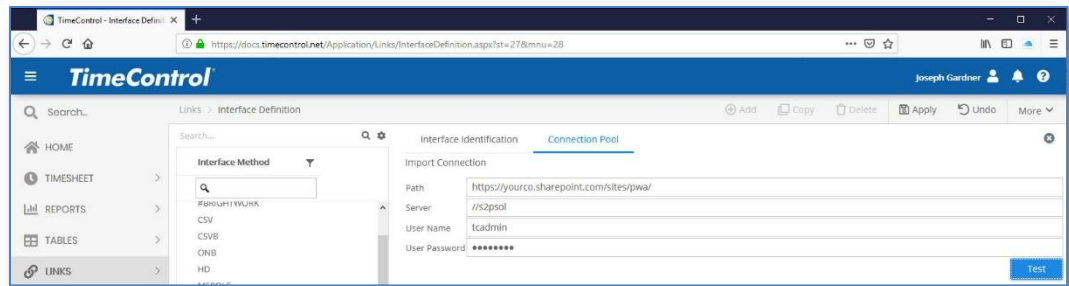 TimeControl - Interface Definit
https://docs.timecontrol.net/Application/Links/InterfaceDefinition.aspx?st=27&mnu=28
TimeControl
Joseph Gardner
Search...
Links > Interface Definition
Add Copy Delete Apply Undo More
HOME
TIMESHEET
REPORTS
TABLES
LINKS
Search...
Interface Method
#BRIGHTWORK
CSV
CSVB
ONB
HD
Interface Identification Connection Pool
Import Connection
Path https://yourco.sharepoint.com/sites/pwa/
Server //s2psol
User Name tcadmin
User Password ●●●●●●●●
Test